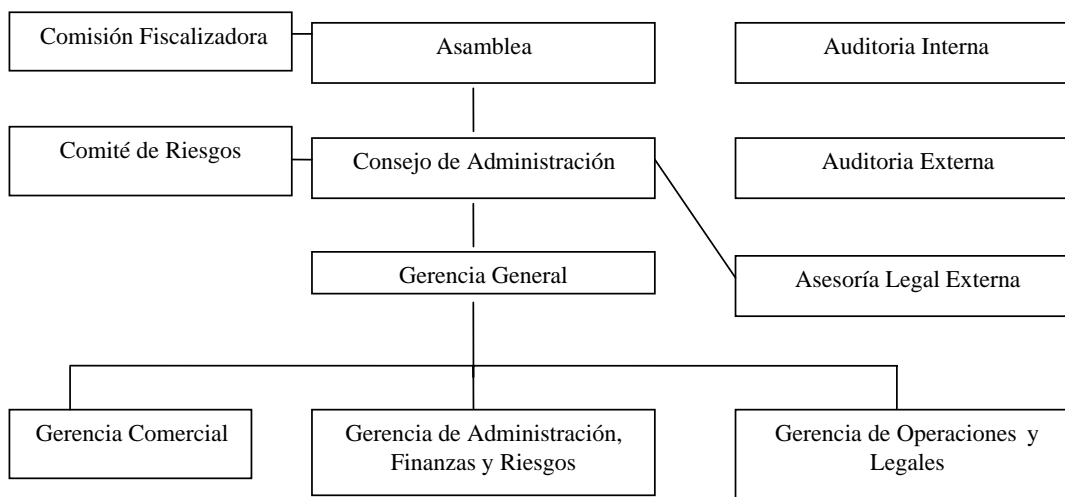 Comisión Fiscalizadora
Asamblea
Auditoria Interna
Comité de Riesgos
Consejo de Administración
Auditoria Externa
Gerencia General
Asesoría Legal Externa
Gerencia Comercial
Gerencia de Administración,
Finanzas y Riesgos
Gerencia de Operaciones y
Legales